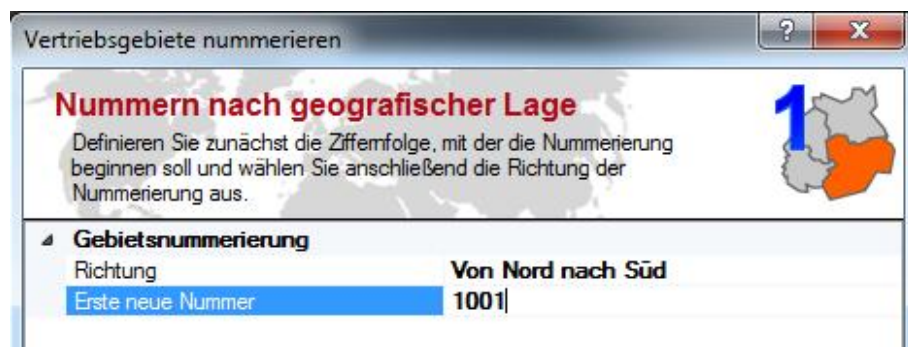 Vertriebsgebiete nummerieren
?
X
Nummern nach geografischer Lage
1
Definieren Sie zunächst die Ziffernfolge, mit der die Nummerierung
beginnen soll und wählen Sie anschließend die Richtung der
Nummerierung aus.
Gebietsnummerierung
Richtung
Von Nord nach Süd
Erste neue Nummer
1001